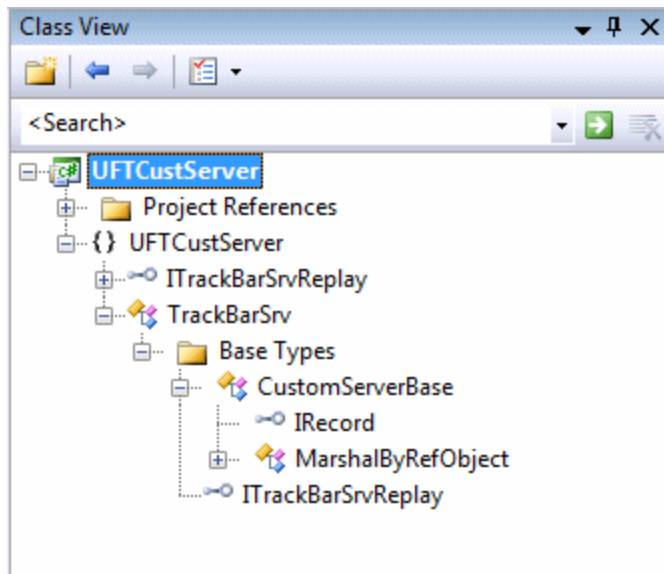 Class View
<Search>
UFTCustServer
Project References
{} UFTCustServer
ITrackBarSrvReplay
TrackBarSrv
Base Types
CustomServerBase
IRecord
MarshalByRefObject
ITrackBarSrvReplay